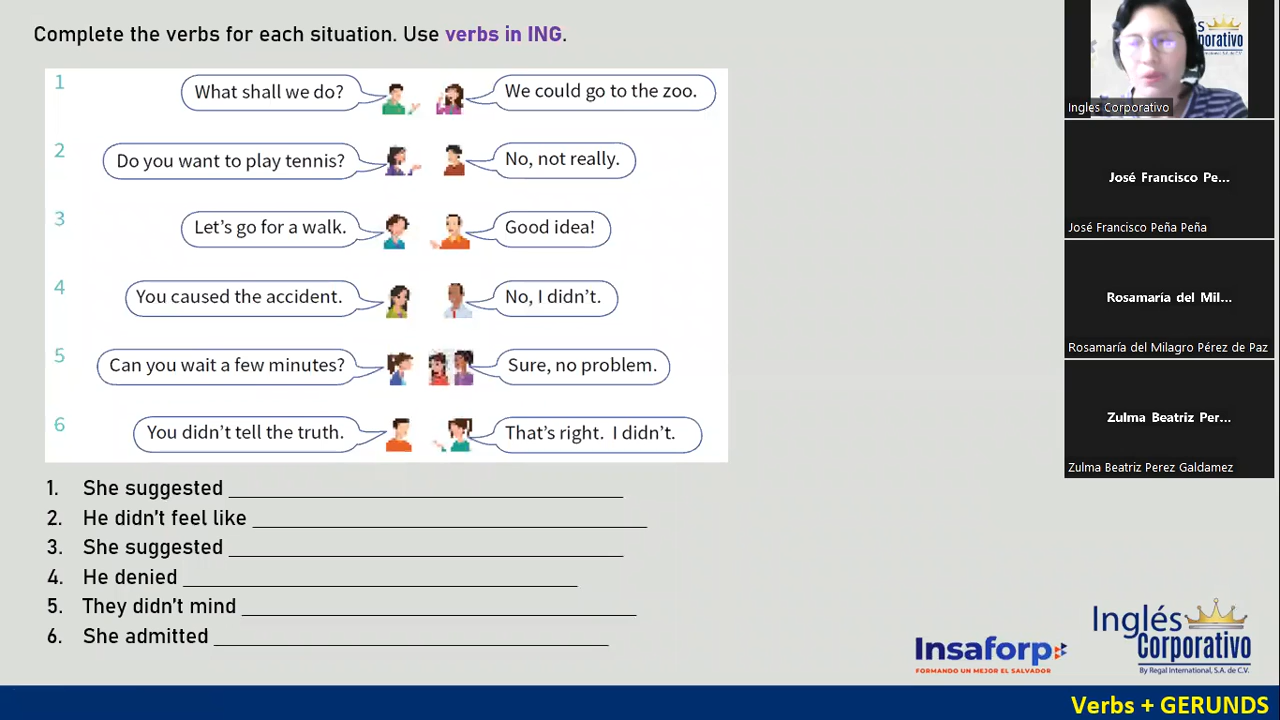 Complete the verbs for each situation. Use verbs in ING.
1 What shall we do? We could go to the zoo.
2 Do you want to play tennis? No, not really.
3 Let's go for a walk. Good idea!
4 You caused the accident. No, I didn't.
5 Can you wait a few minutes? Sure, no problem.
6 You didn't tell the truth. That's right. I didn't.
1. She suggested
2. He didn't feel like
3. She suggested
4. He denied
5. They didn't mind
6. She admitted
rporativo
Ingles Corporativo
José Francisco Pe...
José Francisco Peña Peña
Rosamaría del Mil...
Rosamaría del Milagro Pérez de Paz
Zulma Beatriz Per...
Zulma Beatriz Perez Galdamez
Insaforp
FORMANDO UN MEJOR EL SALVADOR
Inglés
Corporativo
By Regal International, S.A. de C.V.
Verbs + GERUNDS